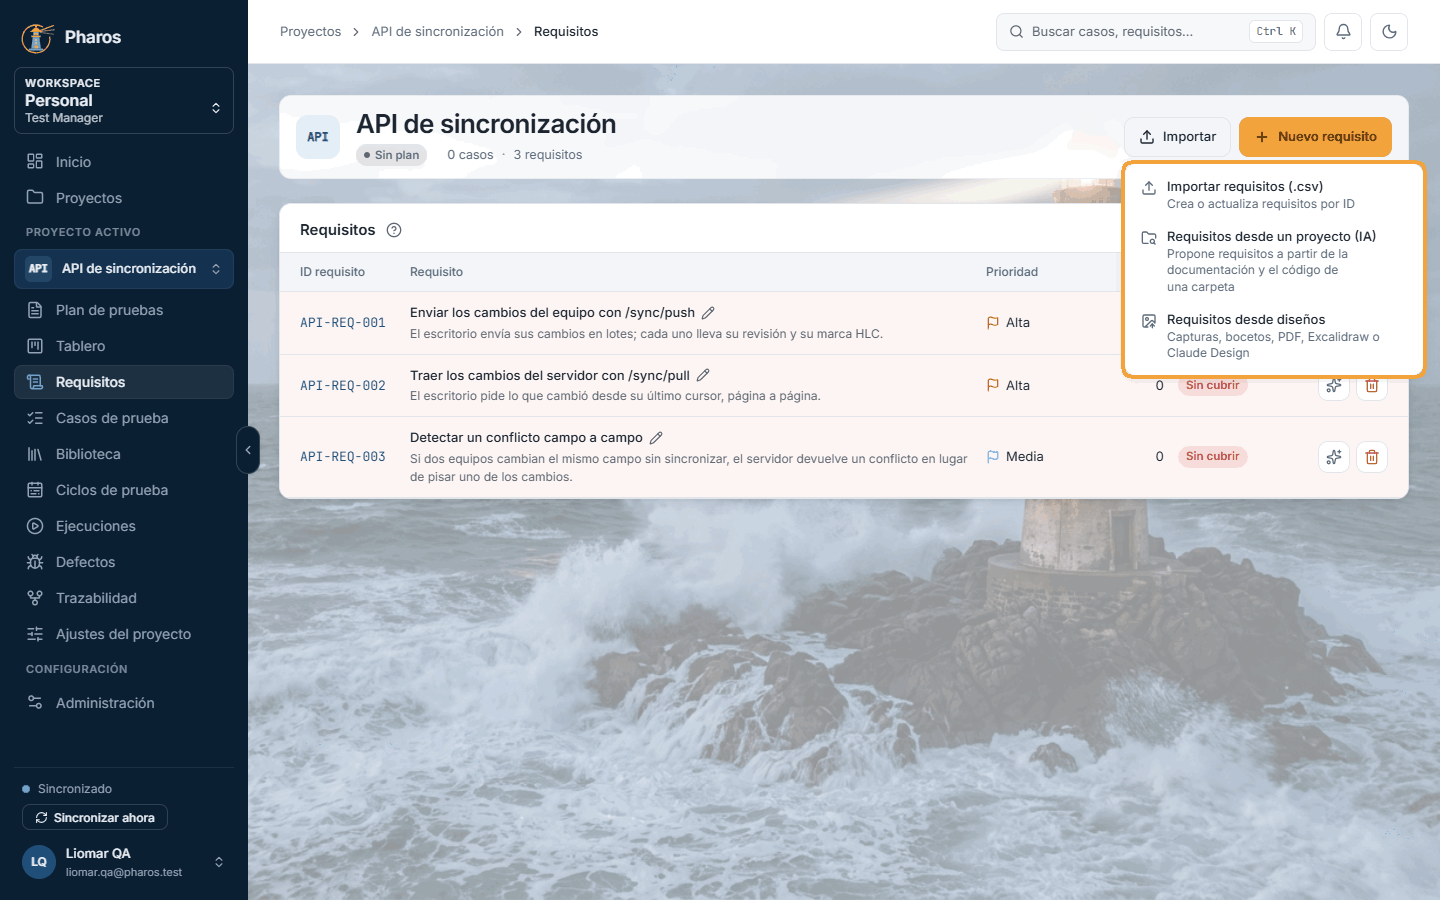 Pharos
WORKSPACE
Personal
Test Manager
Inicio
Proyectos
PROYECTO ACTIVO
API API de sincronización
Plan de pruebas
Tablero
Requisitos
Casos de prueba
Biblioteca
Ciclos de prueba
Ejecuciones
Defectos
Trazabilidad
Ajustes del proyecto
CONFIGURACIÓN
Administración
Sincronizado
Sincronizar ahora
LQ
Liomar QA
liomar.qa@pharos.test
Proyectos > API de sincronización > Requisitos
Buscar casos, requisitos... Ctrl K
API
API de sincronización
Sin plan 0 casos · 3 requisitos
Importar
+ Nuevo requisito
Importar requisitos (.csv)
Crea o actualiza requisitos por ID
Requisitos desde un proyecto (IA)
Propone requisitos a partir de la
documentación y el código de
una carpeta
Requisitos desde diseños
Capturas, bocetos, PDF, Excalidraw o
Claude Design
Requisitos ?
ID requisito Requisito Prioridad
API-REQ-001 Enviar los cambios del equipo con /sync/push Alta
El escritorio envía sus cambios en lotes; cada uno lleva su revisión y su marca HLC.
API-REQ-002 Traer los cambios del servidor con /sync/pull Alta 0 Sin cubrir
El escritorio pide lo que cambió desde su último cursor, página a página.
API-REQ-003 Detectar un conflicto campo a campo Media 0 Sin cubrir
Si dos equipos cambian el mismo campo sin sincronizar, el servidor devuelve un conflicto en lugar
de pisar uno de los cambios.